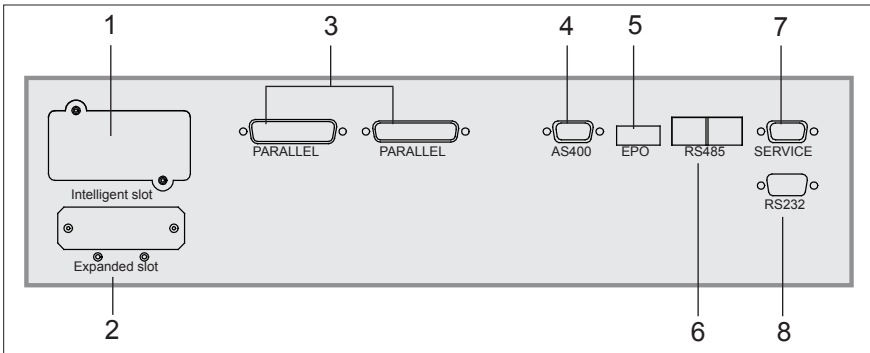 1
3
4
5
7
PARALLEL
PARALLEL
AS400
EPO
RS485
SERVICE
Intelligent slot
RS232
Expanded slot
2
6
8